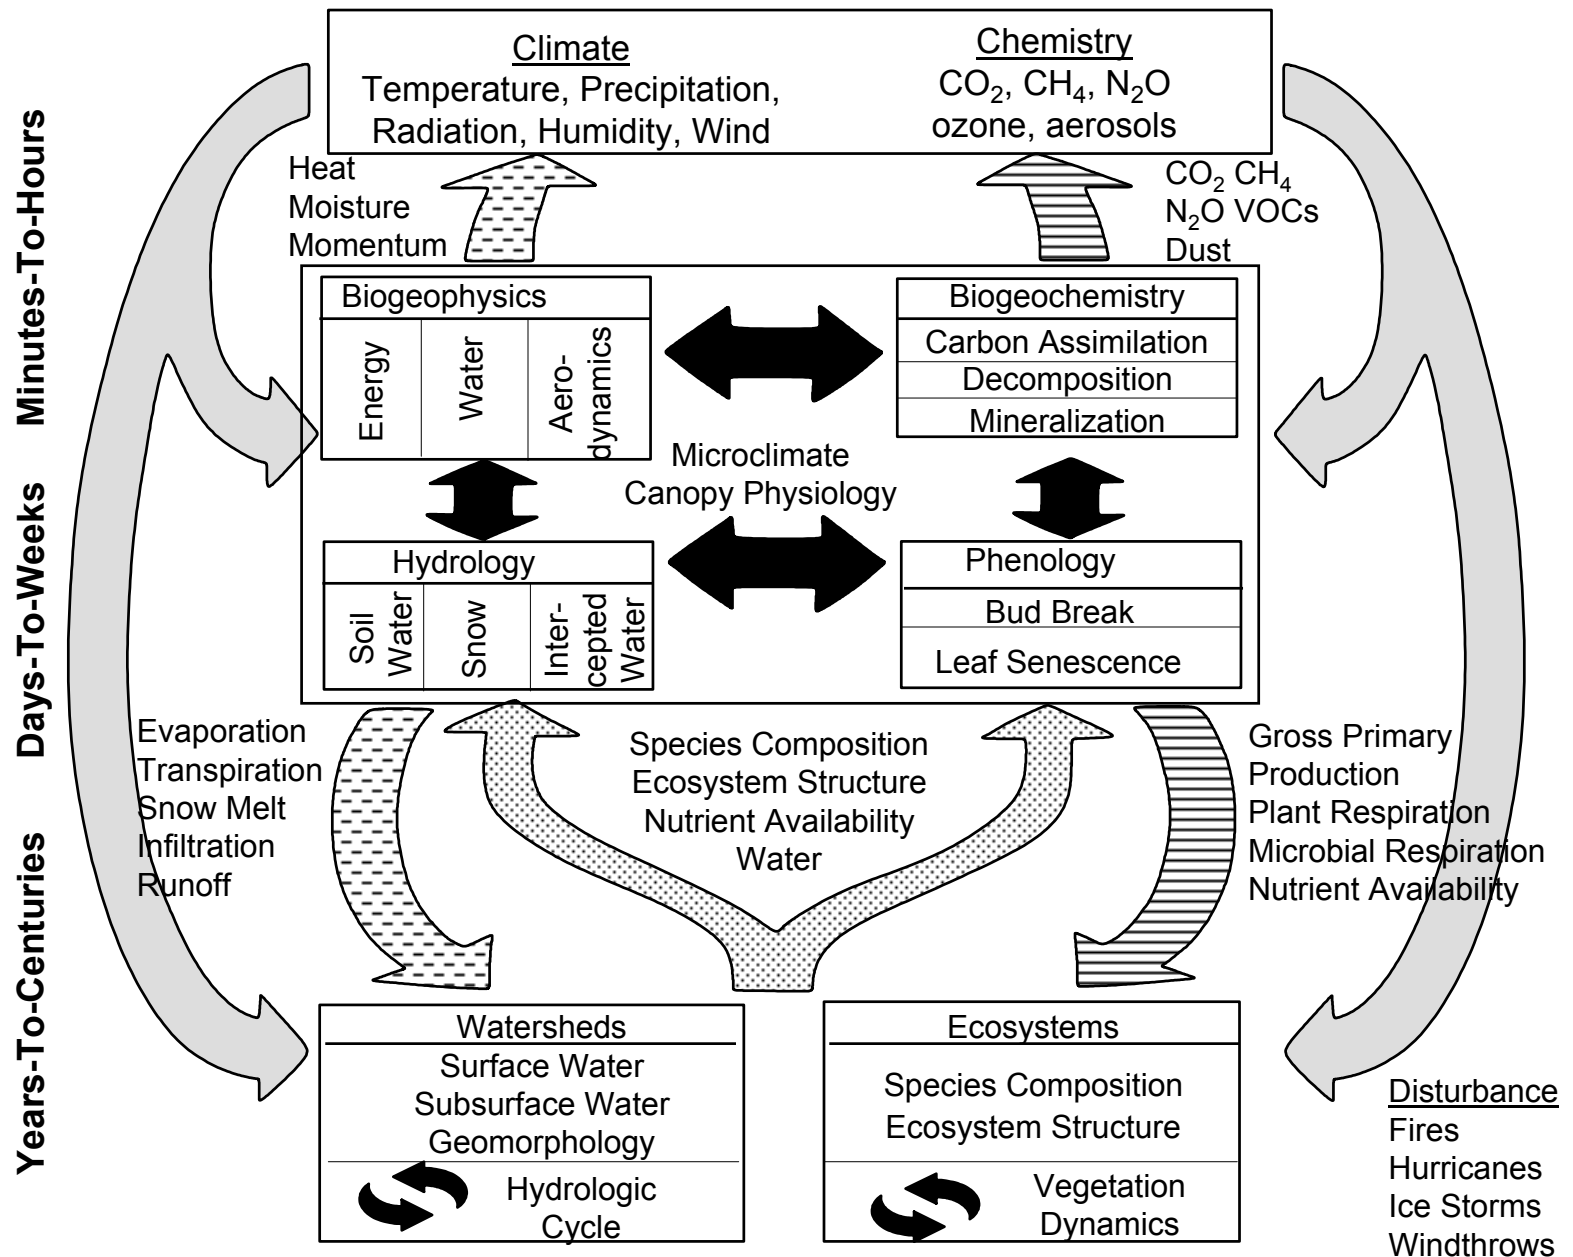 Climate
Temperature, Precipitation,
Radiation, Humidity, Wind
Chemistry
CO₂, CH₄, N₂O
ozone, aerosols
Minutes-To-Hours
Days-To-Weeks
Years-To-Centuries
Heat
Moisture
Momentum
CO₂ CH₄
N₂O VOCs
Dust
Biogeophysics
Energy
Water
Aero-
dynamics
Biogeochemistry
Carbon Assimilation
Decomposition
Mineralization
Microclimate
Canopy Physiology
Hydrology
Soil
Water
Snow
Inter-
cepted
Water
Phenology
Bud Break
Leaf Senescence
Evaporation
Transpiration
Snow Melt
Infiltration
Runoff
Species Composition
Ecosystem Structure
Nutrient Availability
Water
Gross Primary
Production
Plant Respiration
Microbial Respiration
Nutrient Availability
Watersheds
Surface Water
Subsurface Water
Geomorphology
Hydrologic
Cycle
Ecosystems
Species Composition
Ecosystem Structure
Vegetation
Dynamics
Disturbance
Fires
Hurricanes
Ice Storms
Windthrows